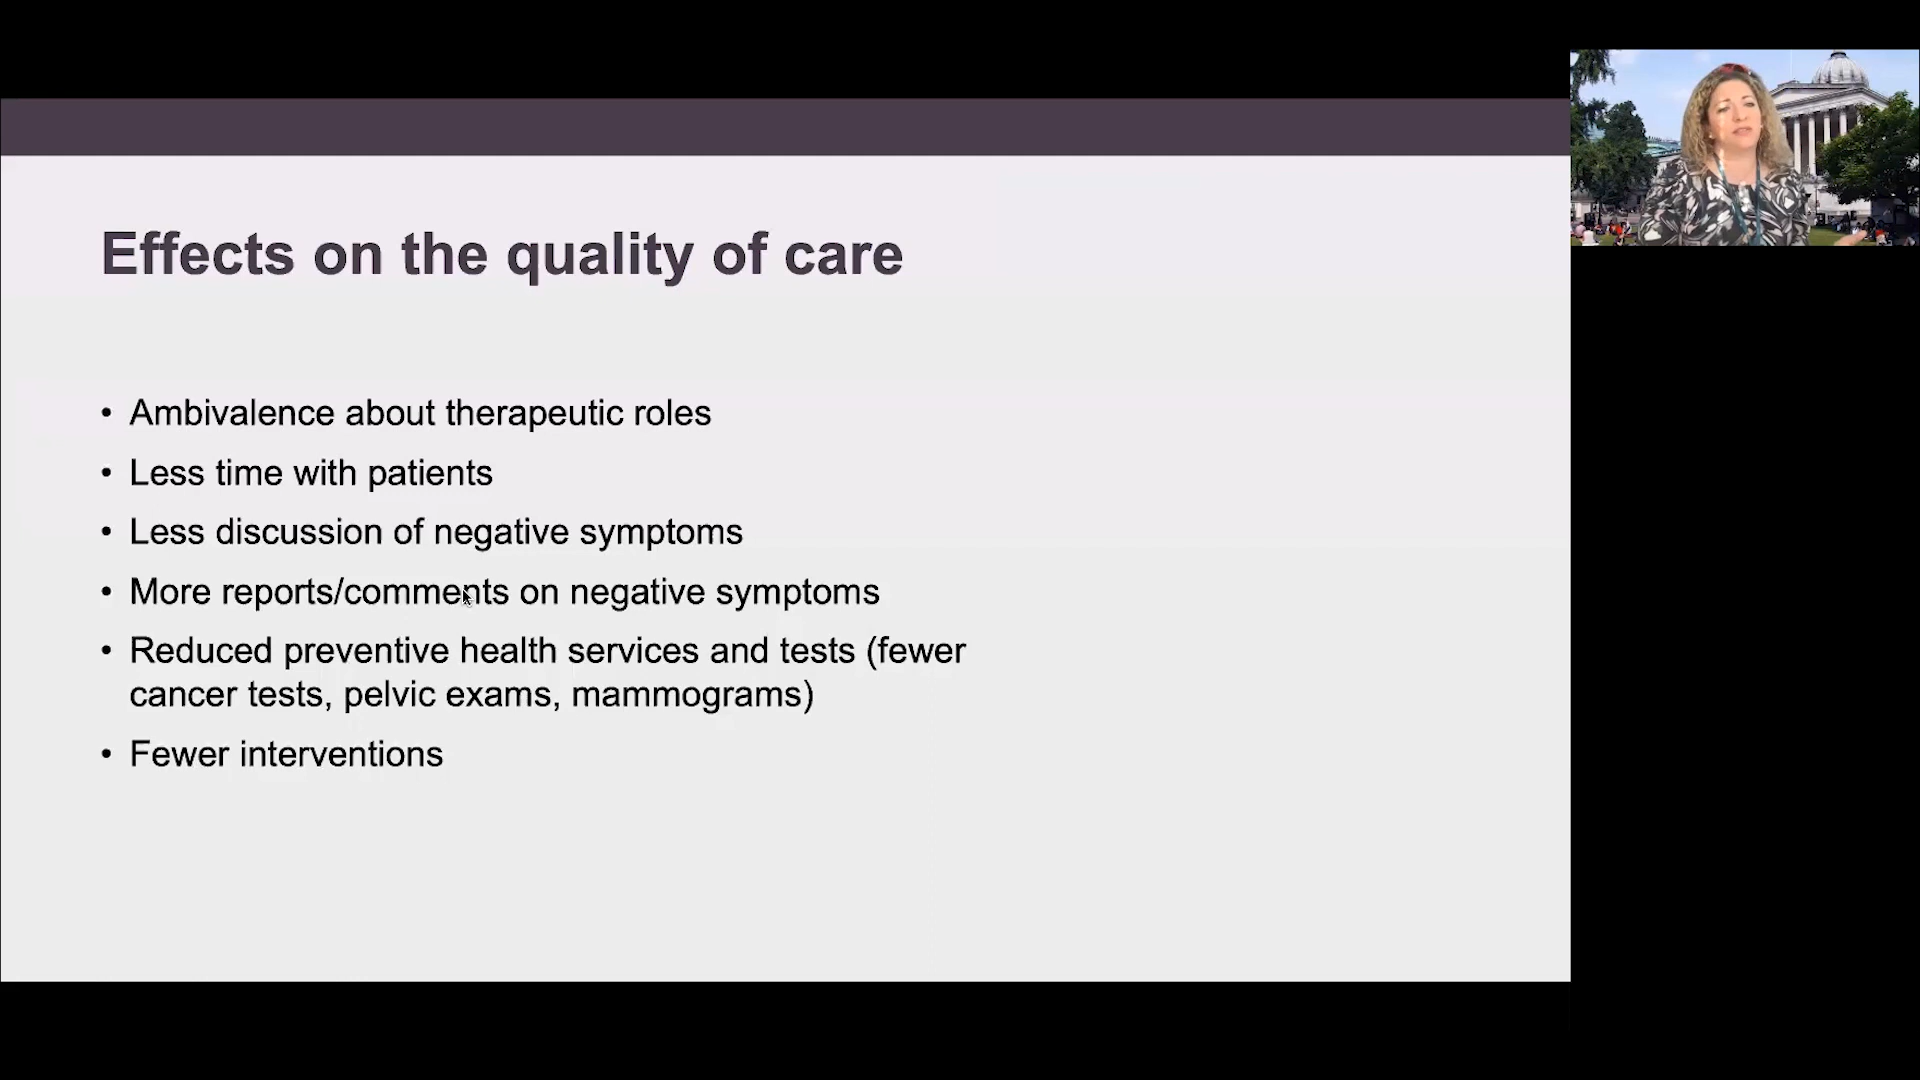 Effects on the quality of care
• Ambivalence about therapeutic roles
• Less time with patients
• Less discussion of negative symptoms
• More reports/comments on negative symptoms
• Reduced preventive health services and tests (fewer
cancer tests, pelvic exams, mammograms)
• Fewer interventions